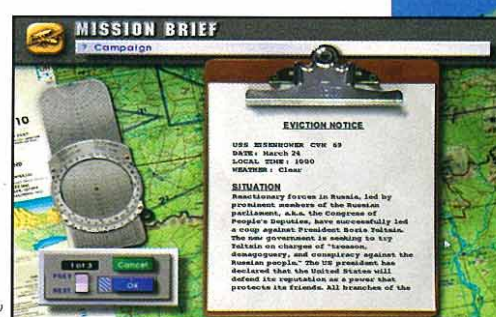 MISSION BRIEF
? Campaign
10
EVICTION NOTICE
USS EISENHOWER CVN 69
DATE: March 24
LOCAL TIME: 1000
WEATHER: Clear
SITUATION
Reactionary forces in Russia, led by
prominent members of the Russian
parliament, a.k.a. the Congress of
People's Deputies, have successfully led
a coup against President Boris Yoltsin.
The new government is seeking to try
Yoltsin on charges of "treason,
demagoguery, and conspiracy against the
Russian people." The US president has
declared that the United States will
defend its reputation as a power that
protects its friends. All branches of the
1 of 3 Cancel
PREV
NEXT OK